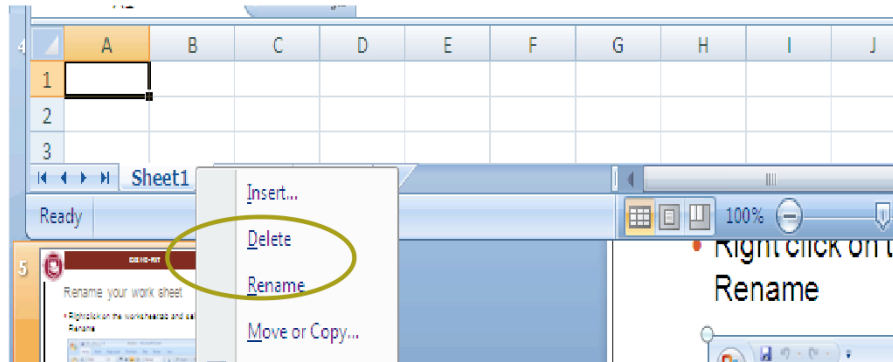 4 A B C D E F G H I J
1
2
3
Sheet1
Ready
100%
Insert...
Delete
Rename
Move or Copy...
5
Rename your work sheet
Rename
• Right click on t
Rename